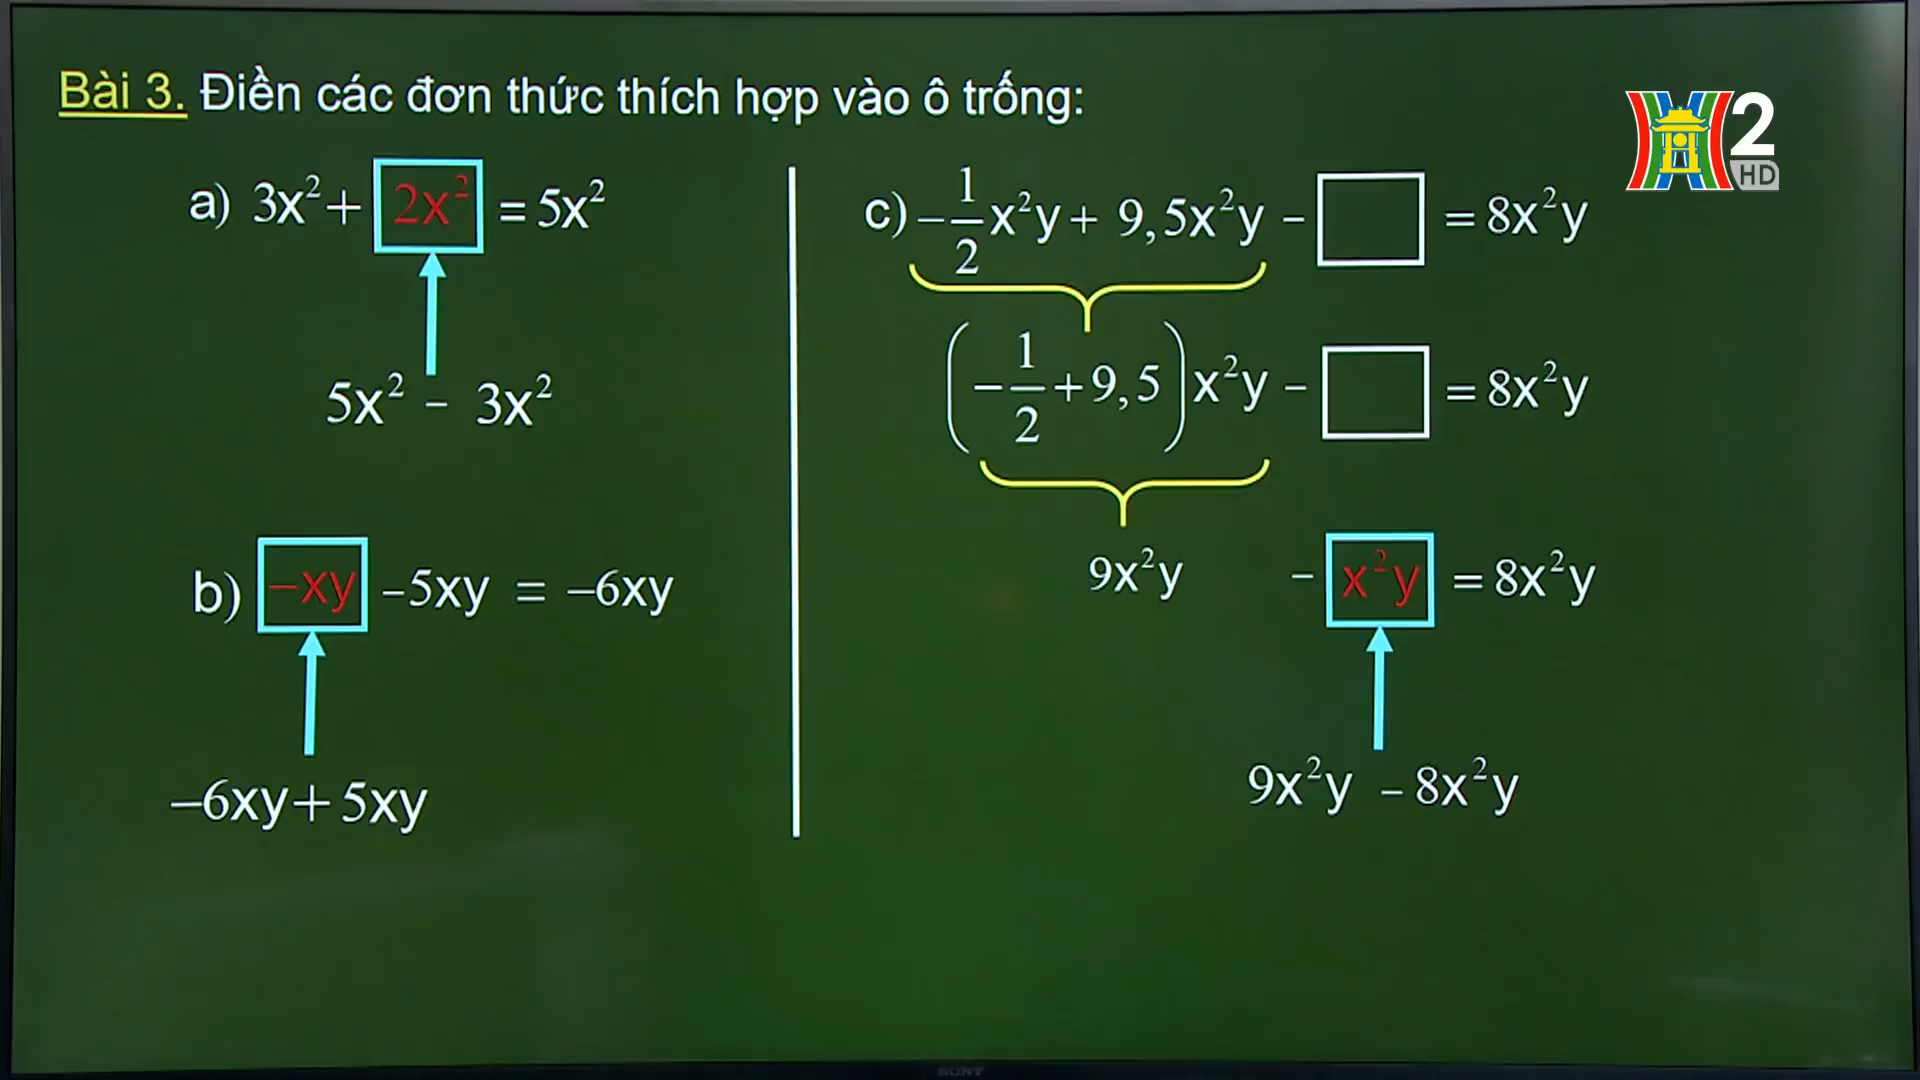 Bài 3. Điền các đơn thức thích hợp vào ô trống:
a) 3x² + 2x² = 5x²
5x² – 3x²
b) –xy –5xy = –6xy
–6xy + 5xy
c) –1/2x²y + 9,5x²y – = 8x²y
(–1/2 + 9,5)x²y – = 8x²y
9x²y – x²y = 8x²y
9x²y – 8x²y
2
HD
SONY